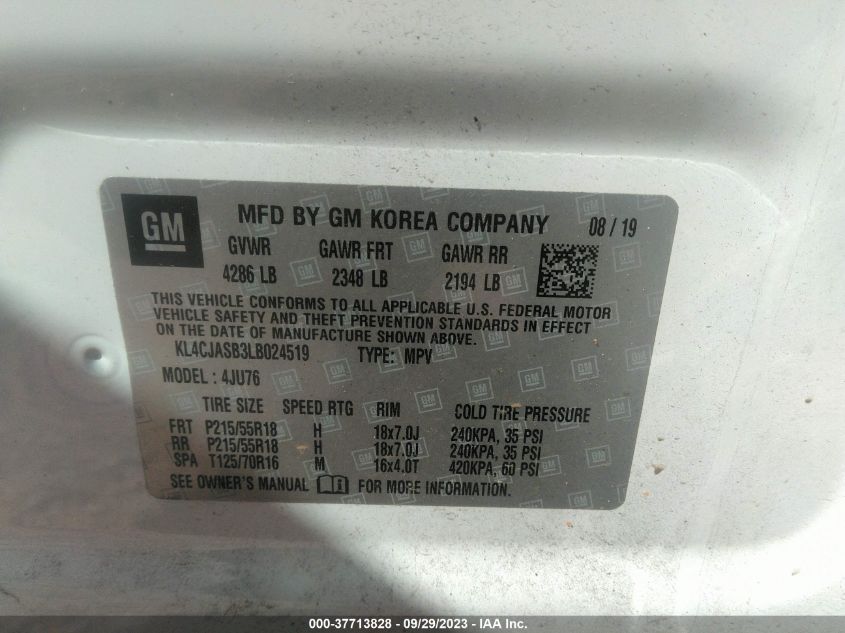 GM MFD BY GM KOREA COMPANY 08 / 19
GVWR GAWR FRT GAWR RR
4286 LB 2348 LB 2194 LB
THIS VEHICLE CONFORMS TO ALL APPLICABLE U.S. FEDERAL MOTOR
VEHICLE SAFETY AND THEFT PREVENTION STANDARDS IN EFFECT
ON THE DATE OF MANUFACTURE SHOWN ABOVE.
KL4CJASB3LB024519 TYPE: MPV
MODEL : 4JU76
TIRE SIZE SPEED RTG RIM COLD TIRE PRESSURE
FRT P215/55R18 H 18x7.0J 240KPA, 35 PSI
RR P215/55R18 H 18x7.0J 240KPA, 35 PSI
SPA T125/70R16 M 16x4.0T 420KPA, 60 PSI
SEE OWNER'S MANUAL FOR MORE INFORMATION.
000-37713828 - 09/29/2023 - IAA Inc.